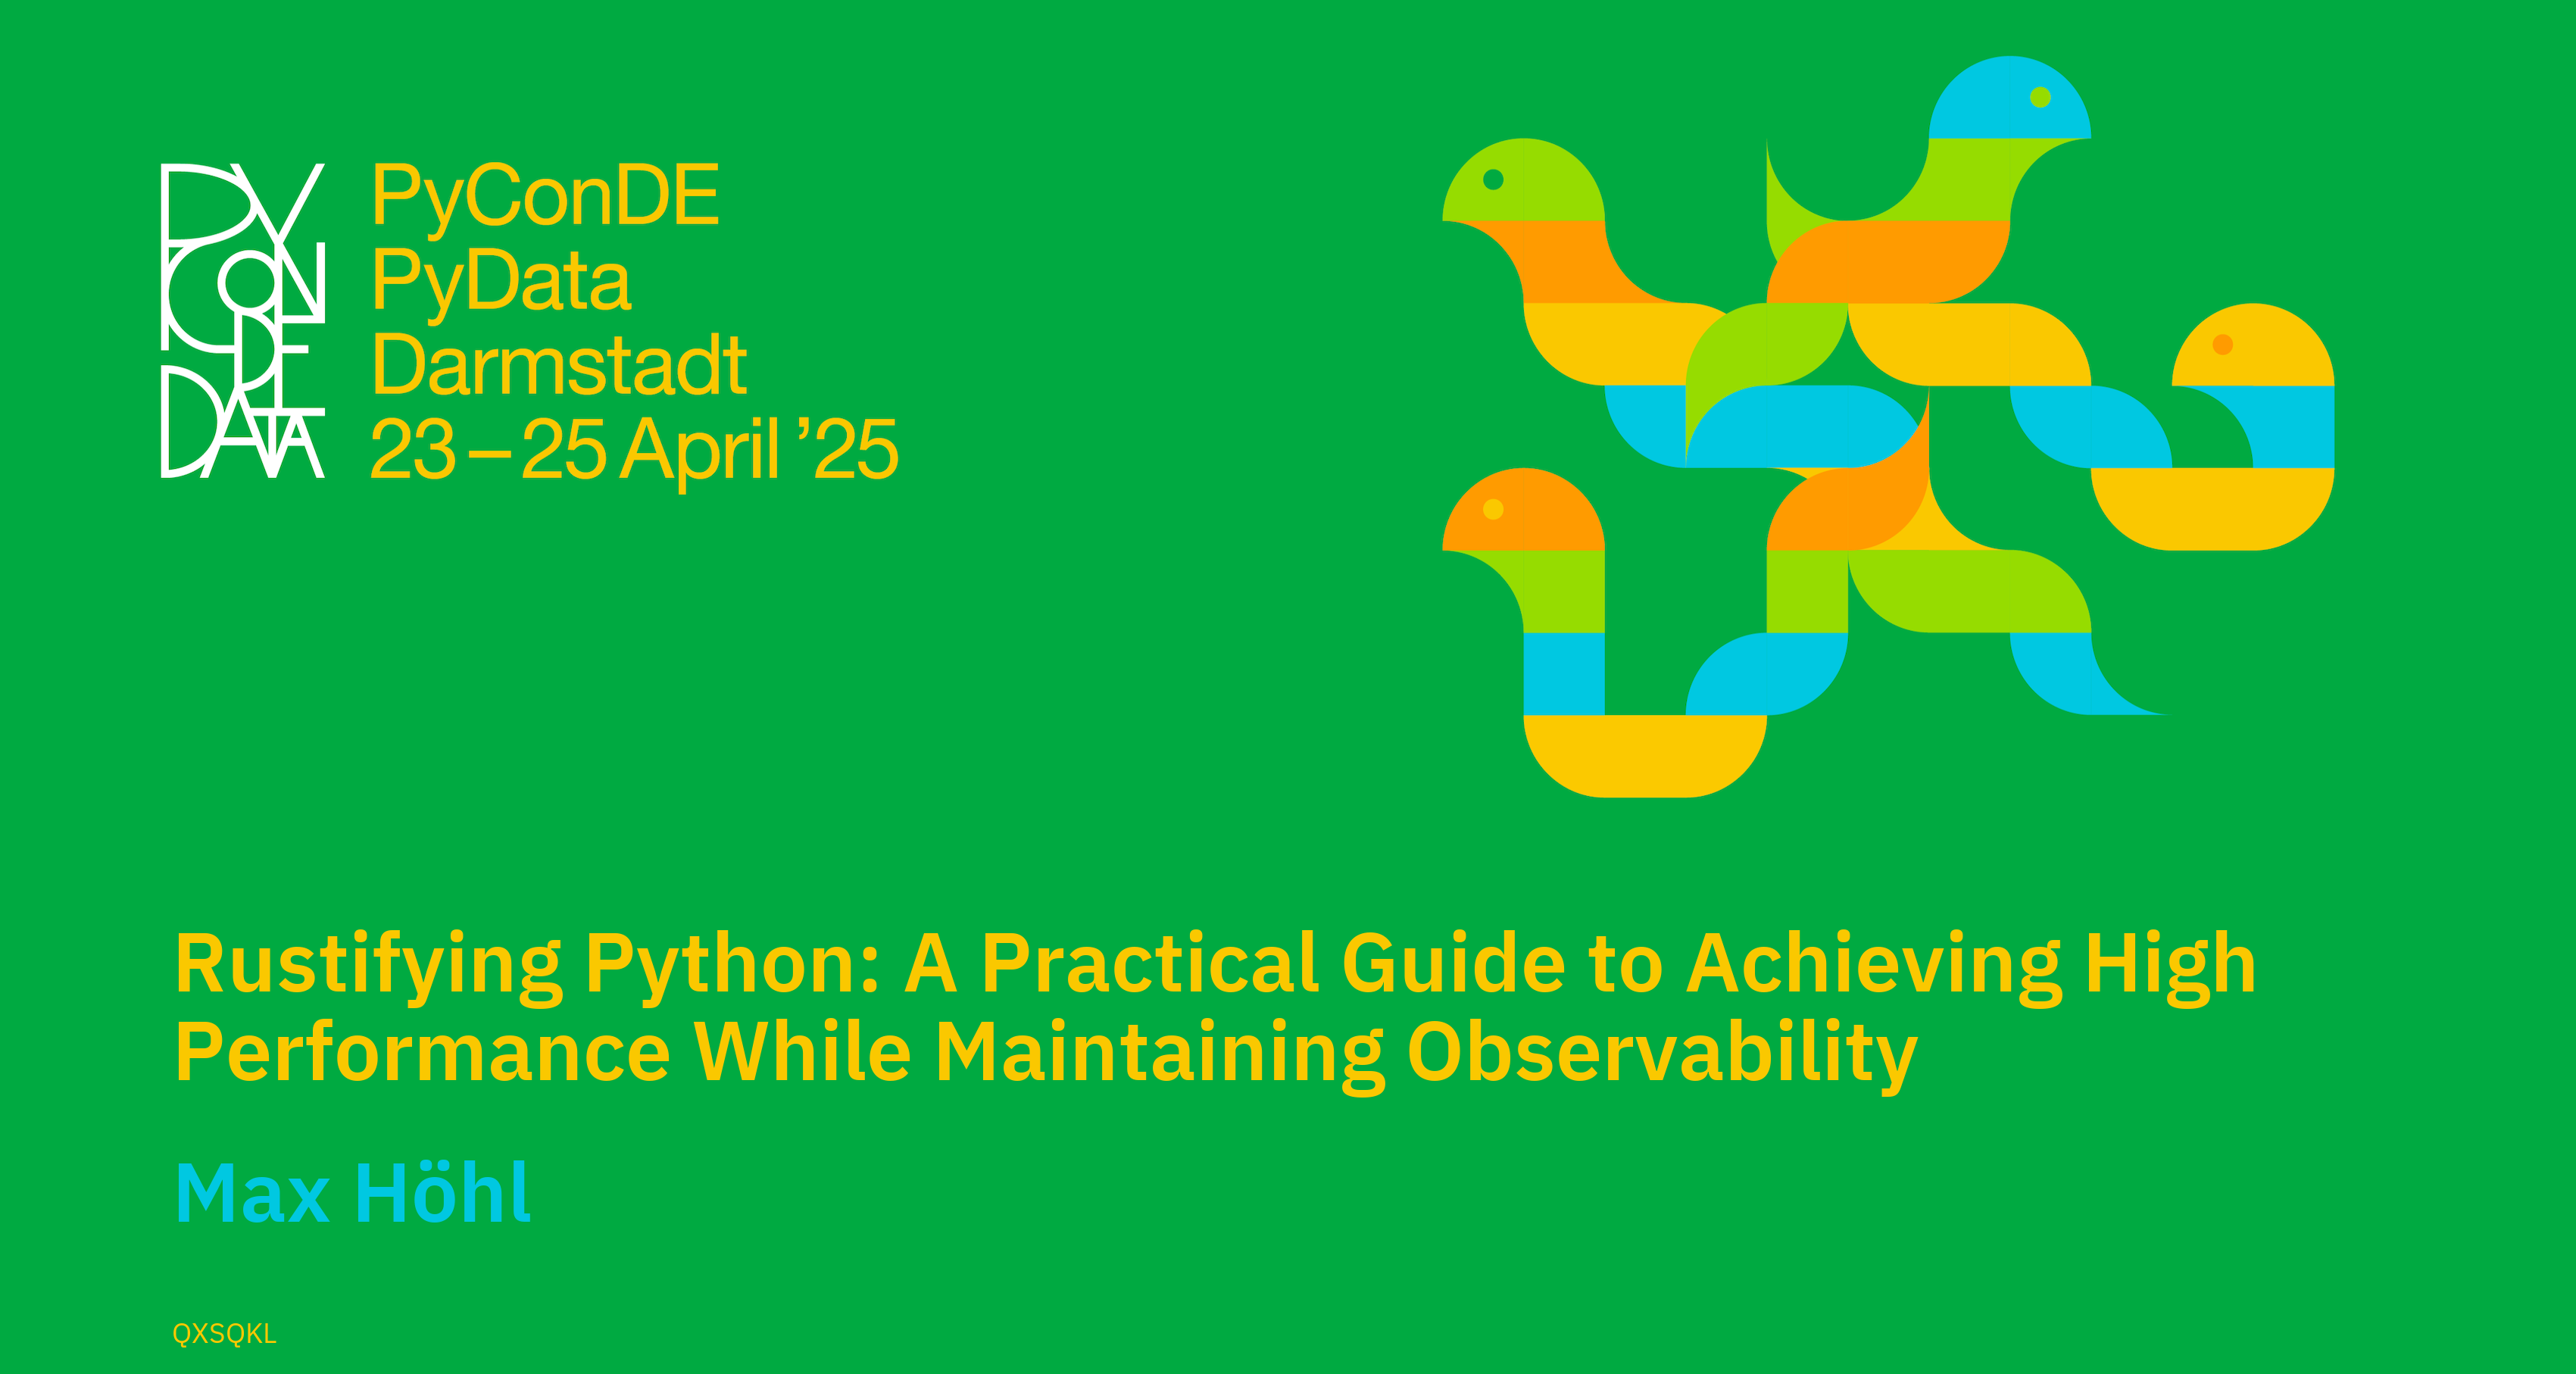 PYCONDEDATA
PyConDE
PyData
Darmstadt
23 – 25 April ’25
Rustifying Python: A Practical Guide to Achieving High
Performance While Maintaining Observability
Max Höhl
QXSQKL